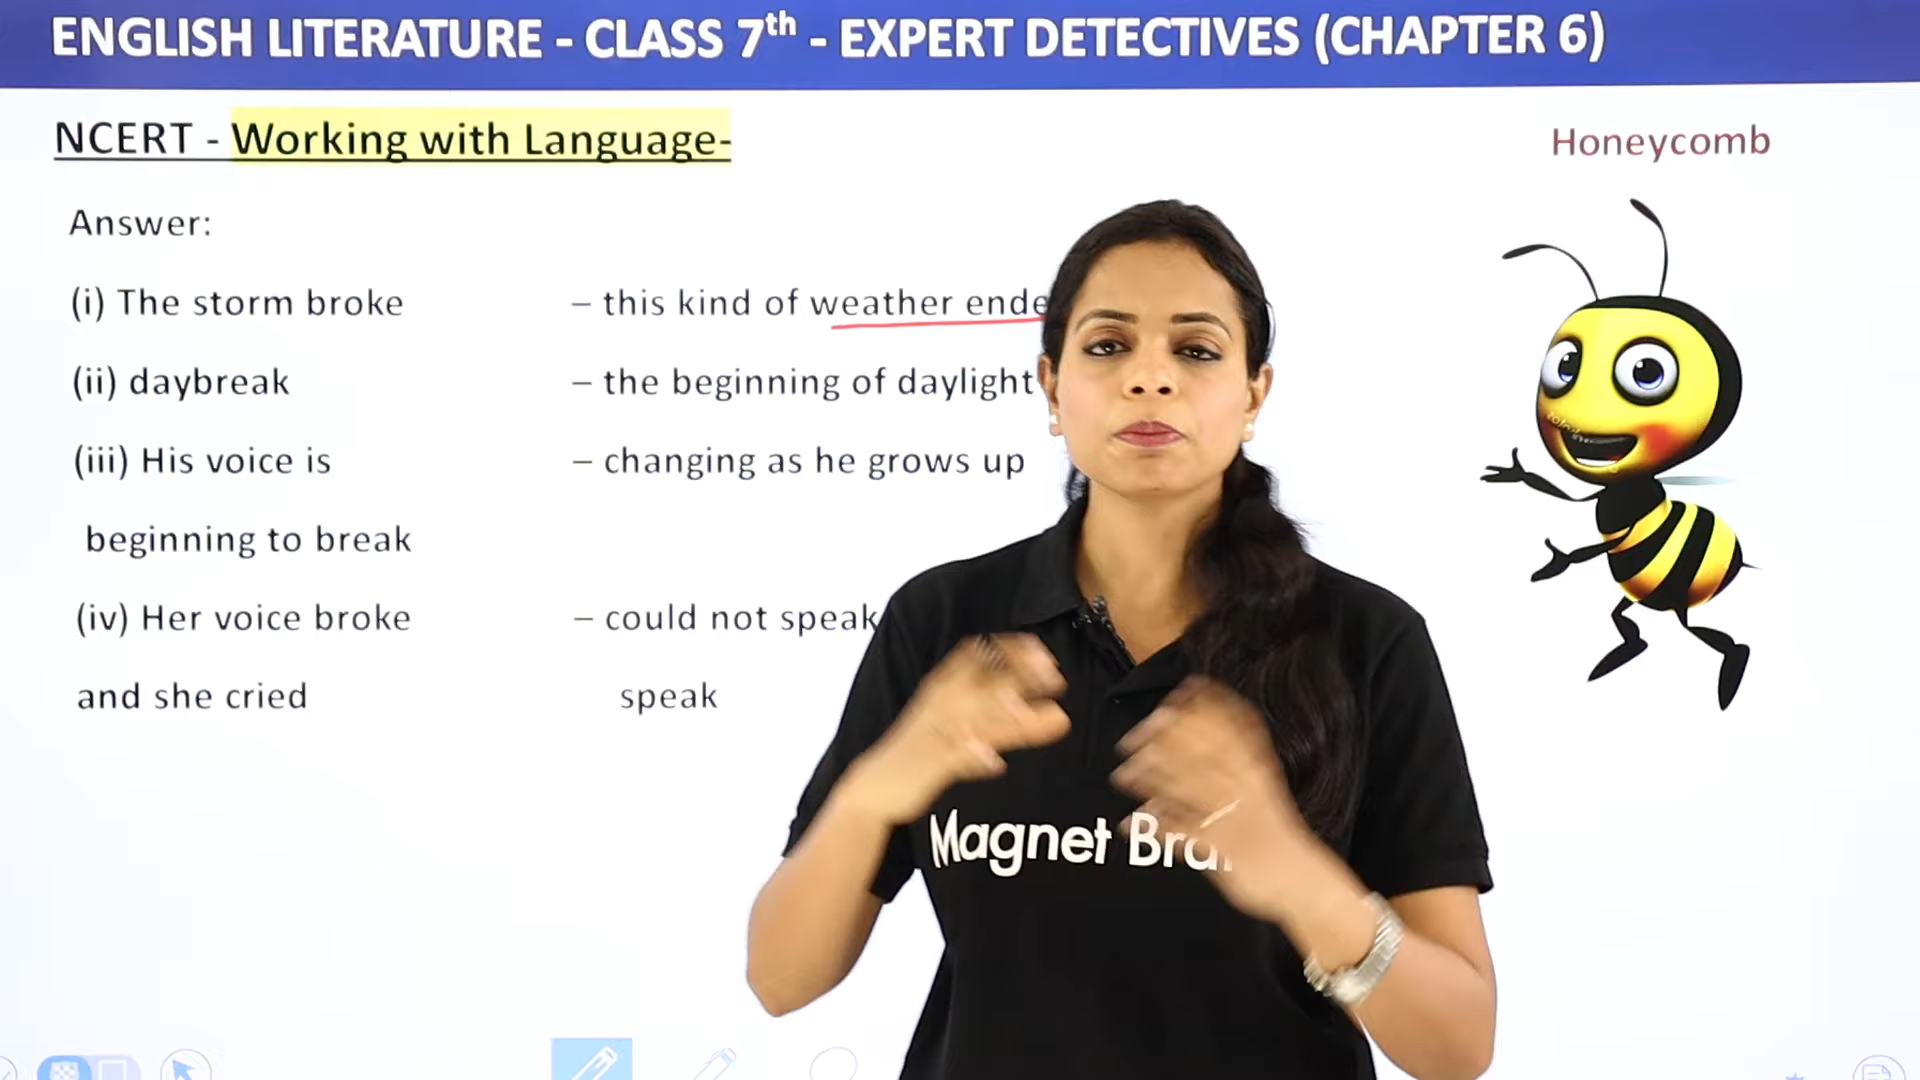 ENGLISH LITERATURE - CLASS 7th - EXPERT DETECTIVES (CHAPTER 6)
NCERT - Working with Language-
Honeycomb
Answer:
(i) The storm broke – this kind of weather ende
(ii) daybreak – the beginning of daylight
(iii) His voice is – changing as he grows up
beginning to break
(iv) Her voice broke – could not speak
and she cried speak
Magnet Bra